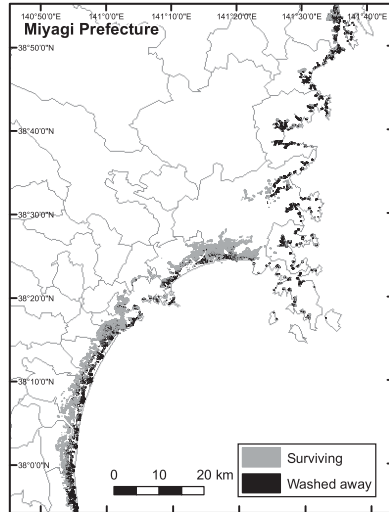 140°50'0"E 141°0'0"E 141°10'0"E 141°20'0"E 141°30'0"E 141°40'0"E
Miyagi Prefecture
38°50'0"N
38°40'0"N
38°30'0"N
38°20'0"N
38°10'0"N
38°0'0"N
0 10 20 km
Surviving
Washed away